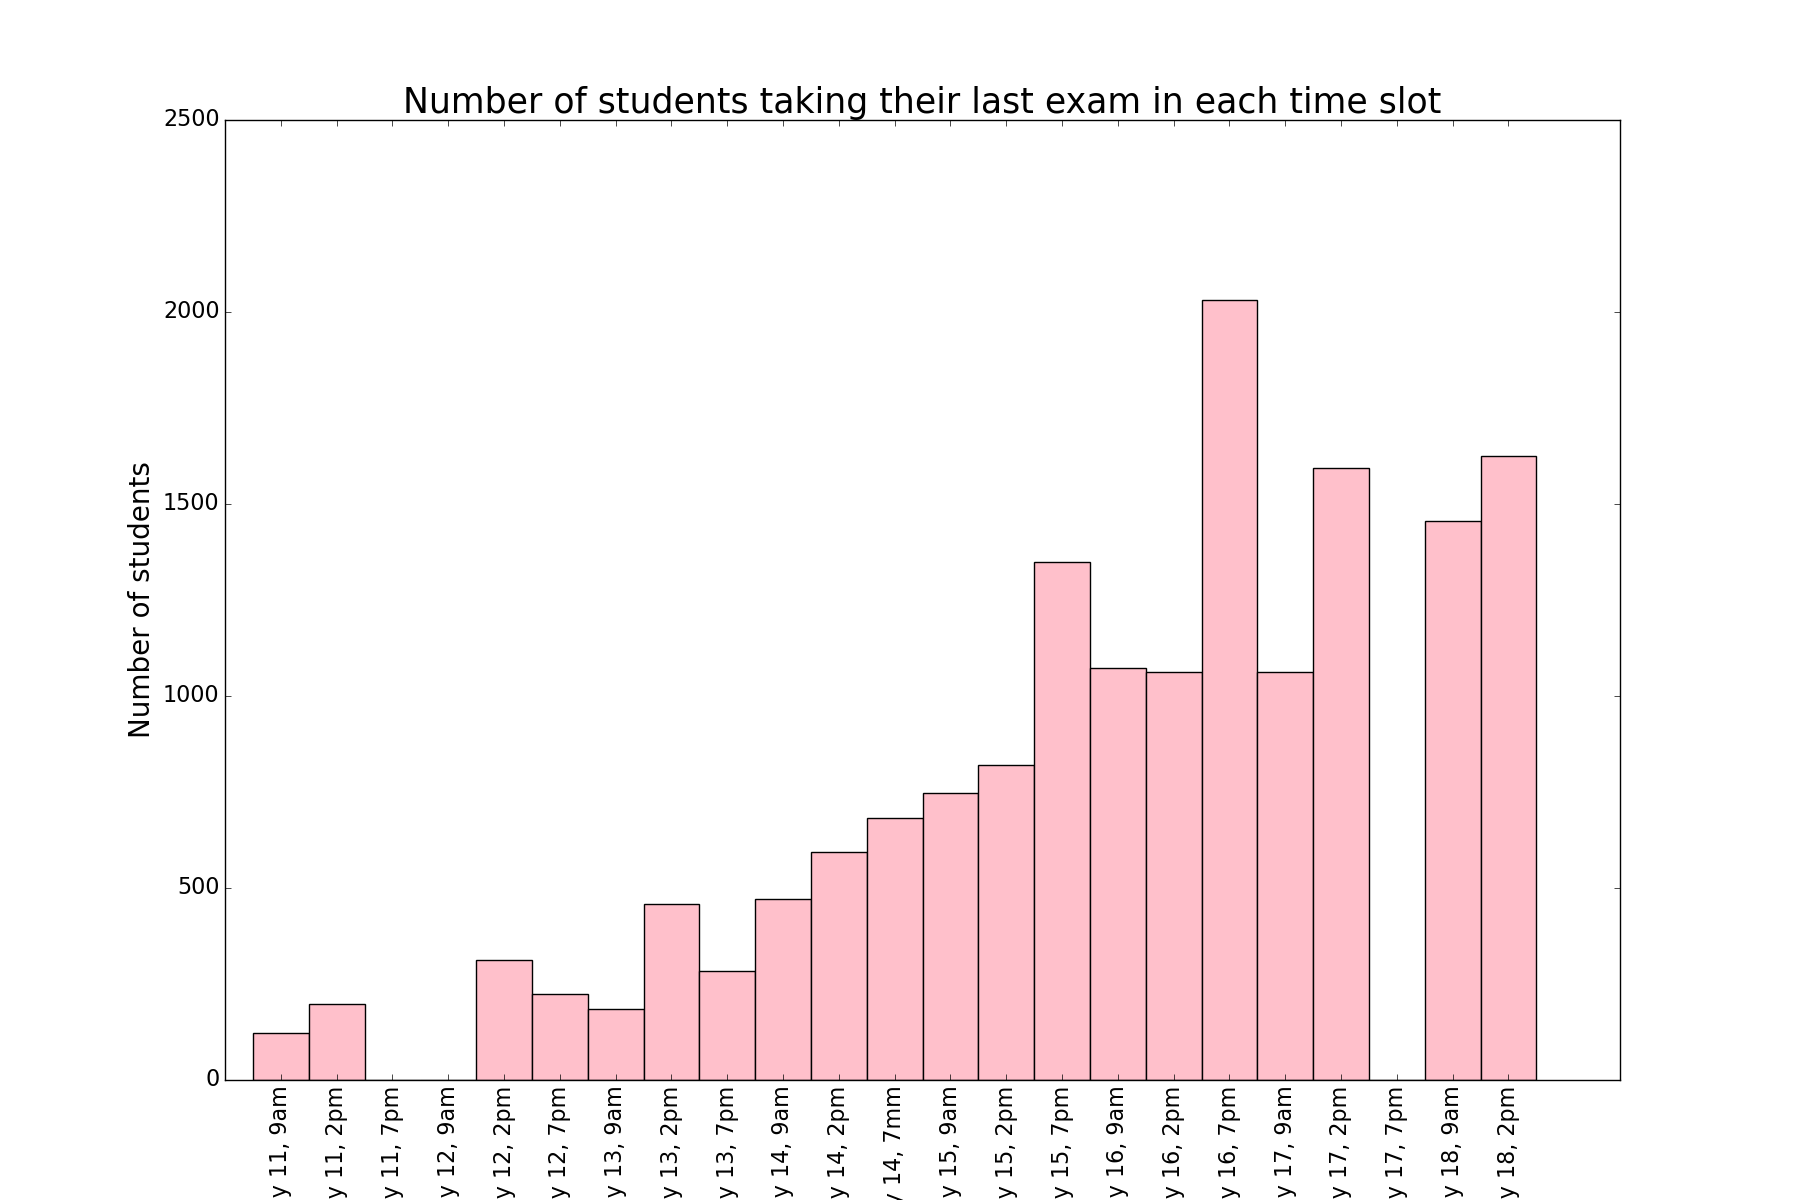 Number of students taking their last exam in each time slot
2500
2000
1500
1000
500
0
Number of students
y 11, 9am
y 11, 2pm
y 11, 7pm
y 12, 9am
y 12, 2pm
y 12, 7pm
y 13, 9am
y 13, 2pm
y 13, 7pm
y 14, 9am
y 14, 2pm
y 14, 7mm
y 15, 9am
y 15, 2pm
y 15, 7pm
y 16, 9am
y 16, 2pm
y 16, 7pm
y 17, 9am
y 17, 2pm
y 17, 7pm
y 18, 9am
y 18, 2pm